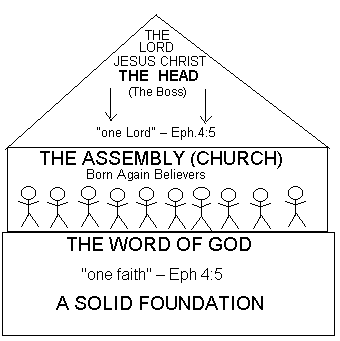 THE
LORD
JESUS CHRIST
THE HEAD
(The Boss)
"one Lord" – Eph.4:5
THE ASSEMBLY (CHURCH)
Born Again Believers
THE WORD OF GOD
"one faith" – Eph 4:5
A SOLID FOUNDATION